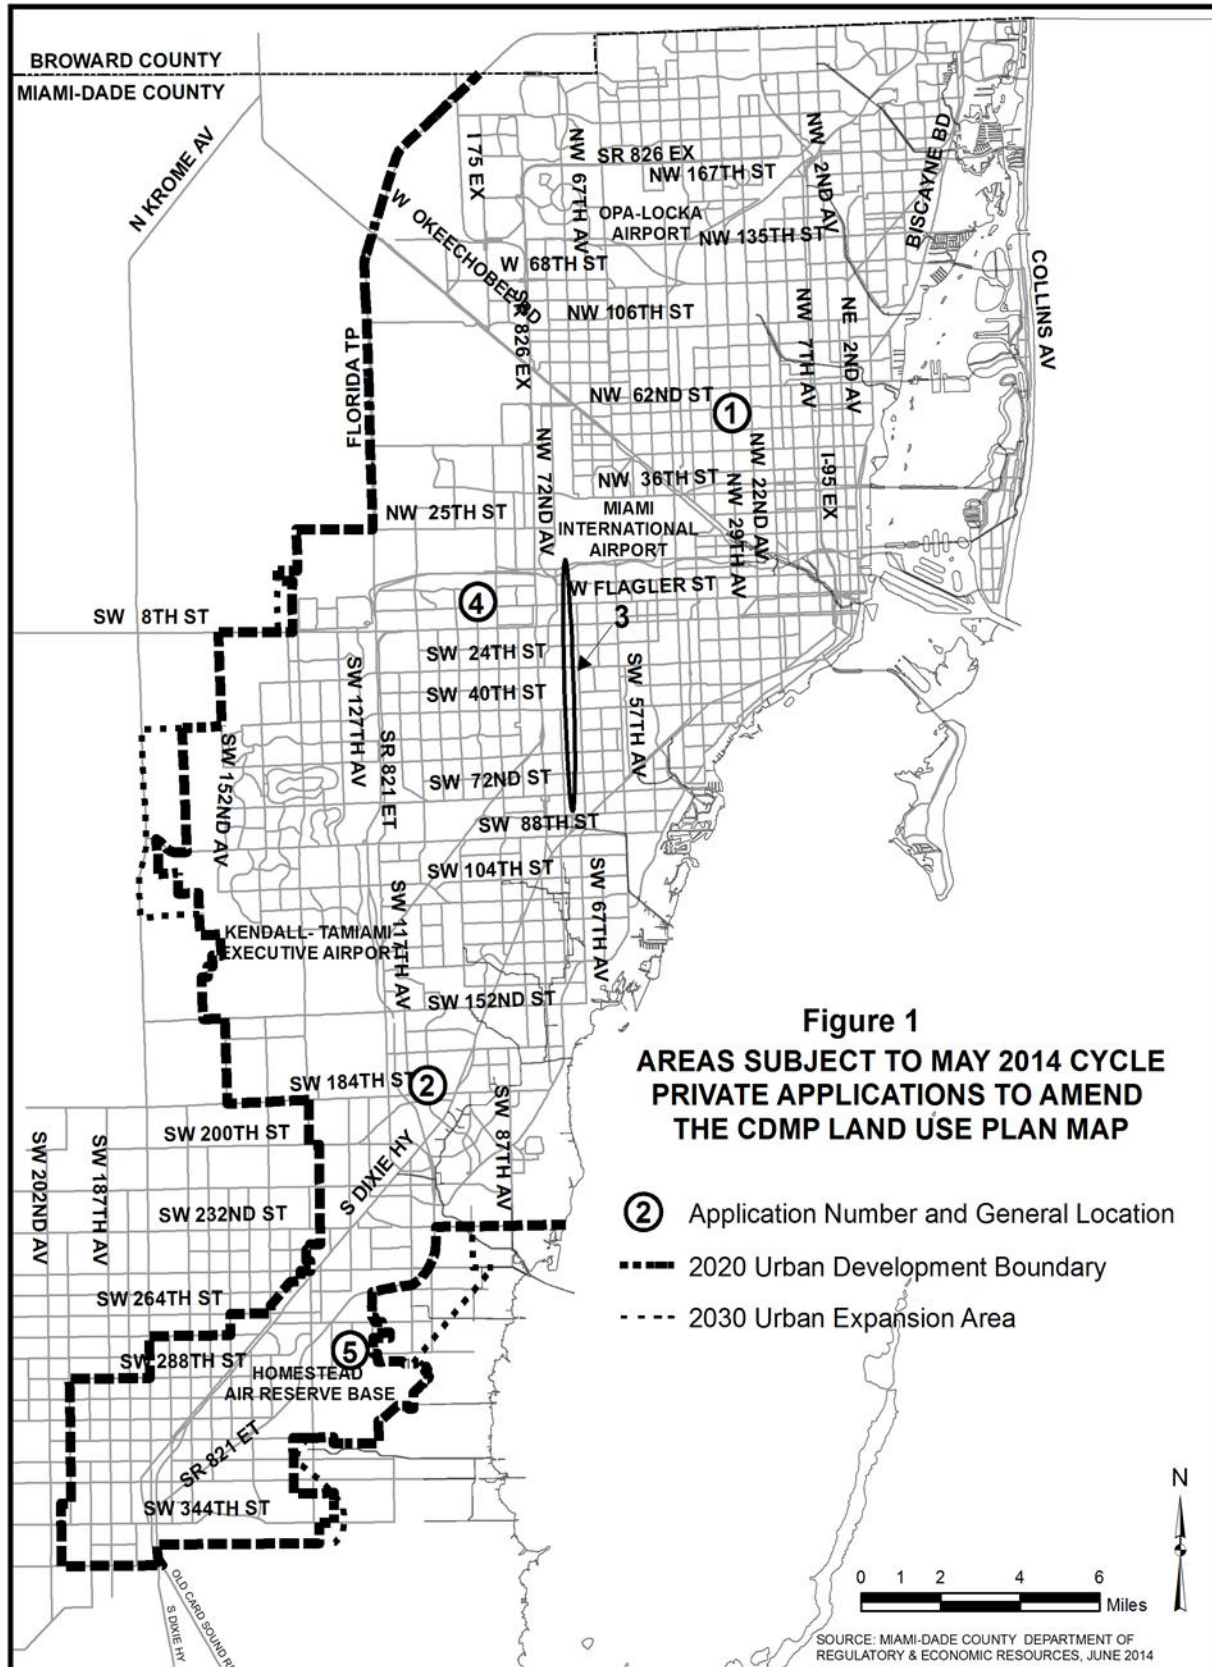 BROWARD COUNTY
MIAMI-DADE COUNTY
N KROME AV
I 75 EX
NW 67TH AV
SR 826 EX
NW 167TH ST
NW 2ND AV
BISCAYNE BD
OPA-LOCKA
AIRPORT
NW 135TH ST
W OKEECHOBEE BD
W 68TH ST
COLLINS AV
SR 826 EX
NW 106TH ST
NW 7TH AV
NE 2ND AV
FLORIDA TP
NW 62ND ST
1
NW 72ND AV
NW 36TH ST
NW 22ND AV
NW 29TH AV
I-95 EX
NW 25TH ST
MIAMI
INTERNATIONAL
AIRPORT
W FLAGLER ST
4
3
SW 8TH ST
SW 24TH ST
SW 127TH AV
SW 57TH AV
SW 40TH ST
SR 821 ET
SW 152ND AV
SW 72ND ST
SW 88TH ST
SW 104TH ST
SW 67TH AV
SW 117TH AV
KENDALL- TAMIAMI
EXECUTIVE AIRPORT
SW 152ND ST
Figure 1
AREAS SUBJECT TO MAY 2014 CYCLE
PRIVATE APPLICATIONS TO AMEND
THE CDMP LAND USE PLAN MAP
SW 184TH ST
2
SW 87TH AV
SW 200TH ST
SW 202ND AV
SW 187TH AV
S DIXIE HY
SW 232ND ST
2 Application Number and General Location
2020 Urban Development Boundary
2030 Urban Expansion Area
SW 264TH ST
5
SW 288TH ST
HOMESTEAD
AIR RESERVE BASE
SR 821 ET
SW 344TH ST
OLD CARD SOUND R
S DIXIE HY
N
0 1 2 4 6
Miles
SOURCE: MIAMI-DADE COUNTY DEPARTMENT OF
REGULATORY & ECONOMIC RESOURCES, JUNE 2014